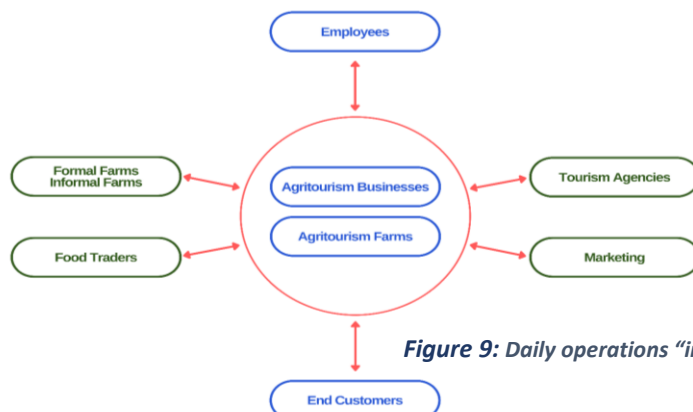 Employees
Formal Farms
Informal Farms
Agritourism Businesses
Tourism Agencies
Agritourism Farms
Food Traders
Marketing
Figure 9: Daily operations
End Customers